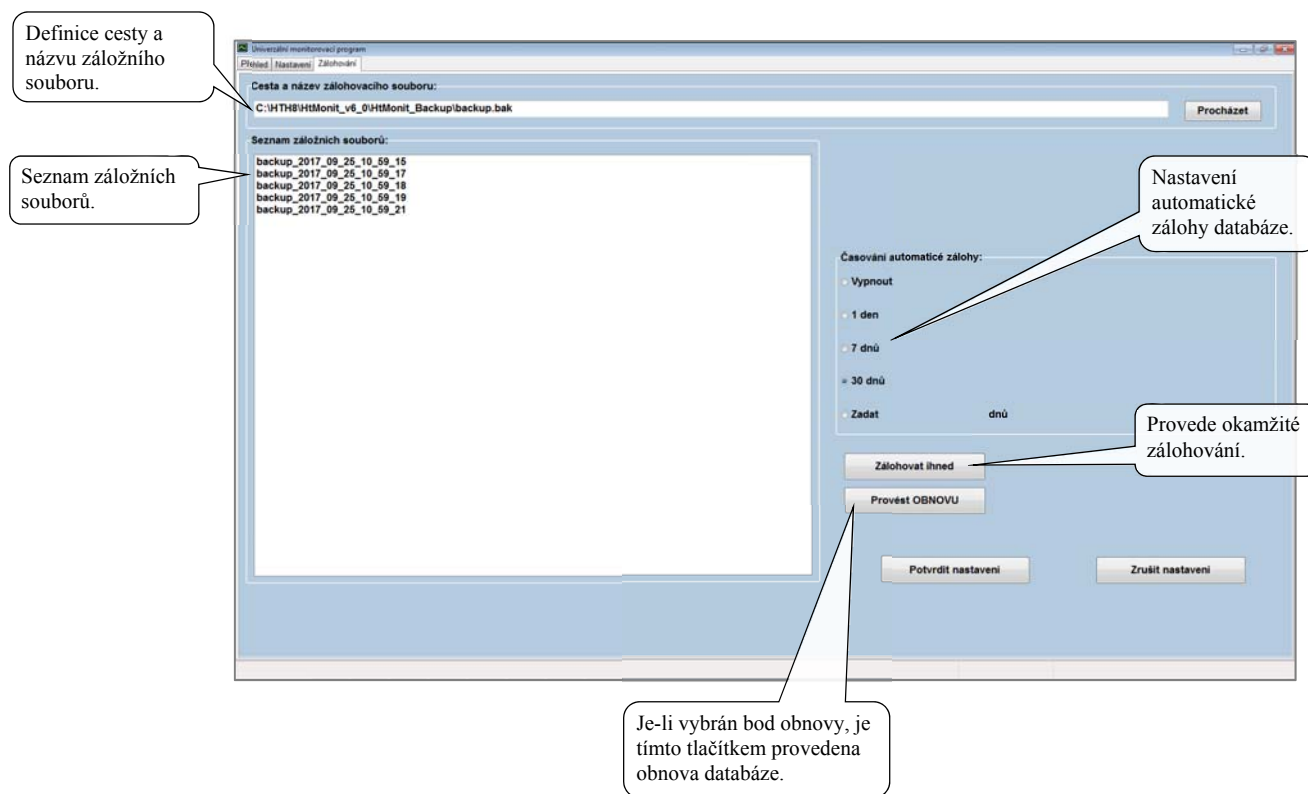 Definice cesty a
názvu záložního
souboru.
Univerzální monitorovací program
Přehled Nastavení Zálohování
Cesta a název zálohovacího souboru:
C:\HTH8\HtMonit_v6_0\HtMonit_Backup\backup.bak
Procházet
Seznam záložních souborů:
backup_2017_09_25_10_59_15
backup_2017_09_25_10_59_17
backup_2017_09_25_10_59_18
backup_2017_09_25_10_59_19
backup_2017_09_25_10_59_21
Seznam záložních
souborů.
Nastavení
automatické
zálohy databáze.
Časování automaticé zálohy:
Vypnout
1 den
7 dnů
30 dnů
Zadat dnů
Provede okamžité
zálohování.
Zálohovat ihned
Provést OBNOVU
Potvrdit nastavení
Zrušit nastavení
Je-li vybrán bod obnovy, je
tímto tlačítkem provedena
obnova databáze.